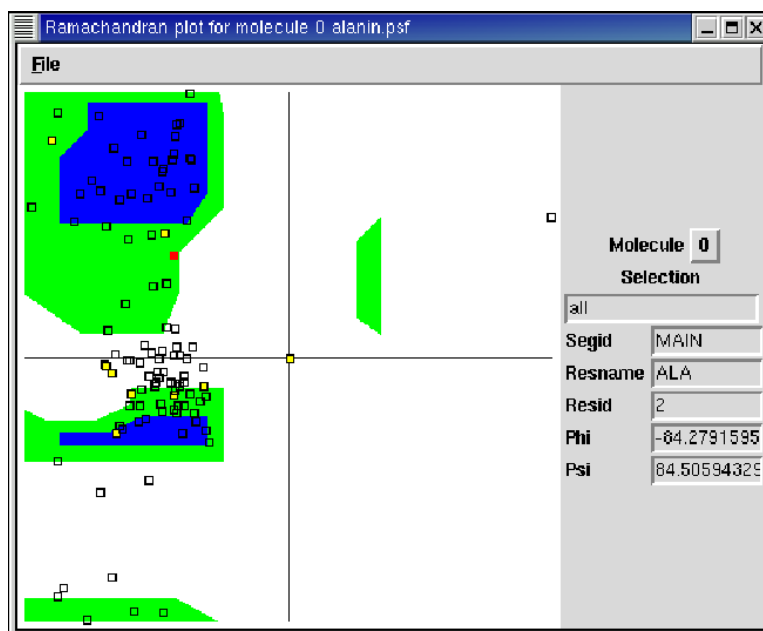 Ramachandran plot for molecule 0 alanin.psf
File
Molecule 0
Selection
all
Segid MAIN
Resname ALA
Resid 2
Phi -84.2791595
Psi 84.50594329